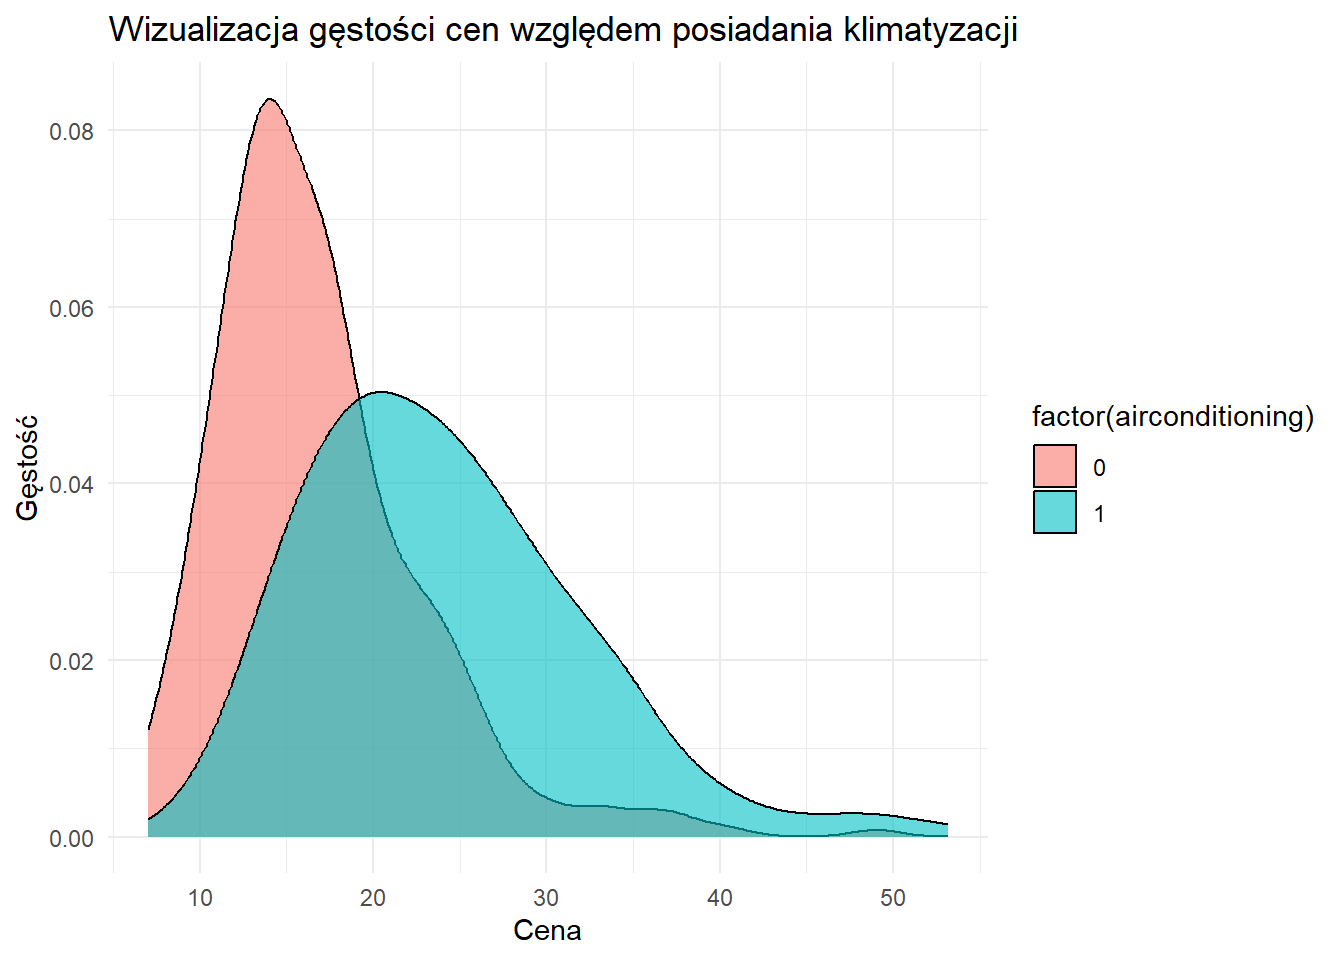 Wizualizacja gęstości cen względem posiadania klimatyzacji
0.08
0.06
0.04
0.02
0.00
Gęstość
10 20 30 40 50
Cena
factor(airconditioning)
0
1